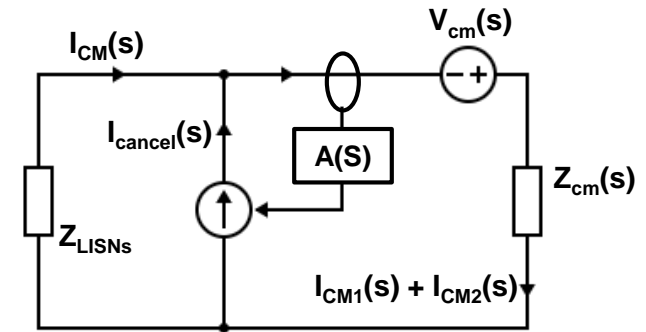 V_cm(s)
I_CM(s)
- +
I_cancel(s)
A(S)
Z_cm(s)
Z_LISNs
I_CM1(s) + I_CM2(s)